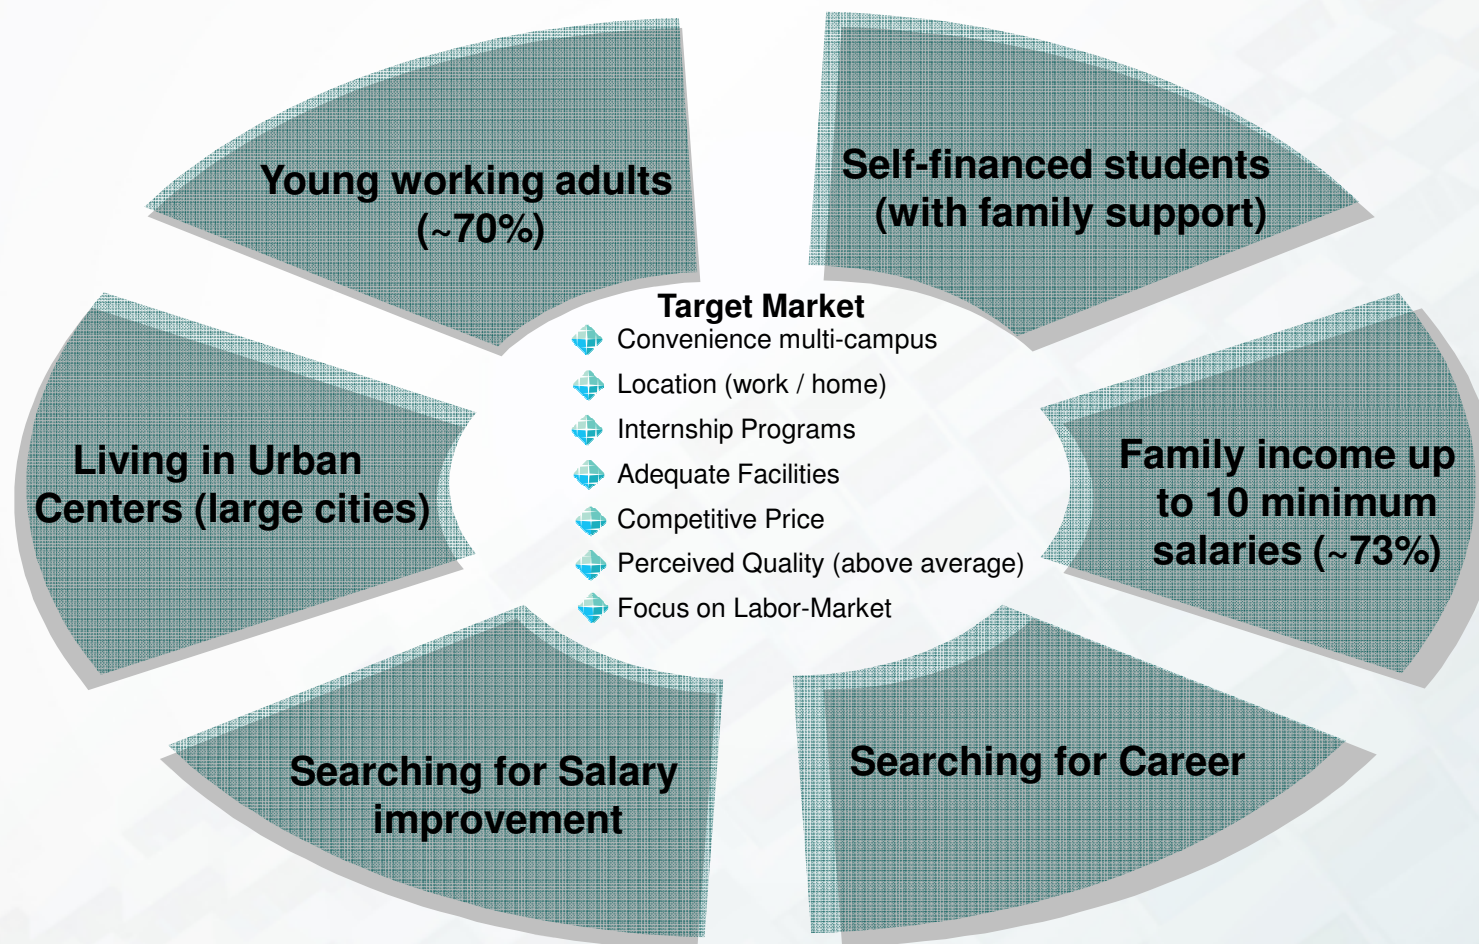 Young working adults
(~70%)
Self-financed students
(with family support)
Target Market
Convenience multi-campus
Location (work / home)
Internship Programs
Adequate Facilities
Competitive Price
Perceived Quality (above average)
Focus on Labor-Market
Living in Urban
Centers (large cities)
Family income up
to 10 minimum
salaries (~73%)
Searching for Salary
improvement
Searching for Career